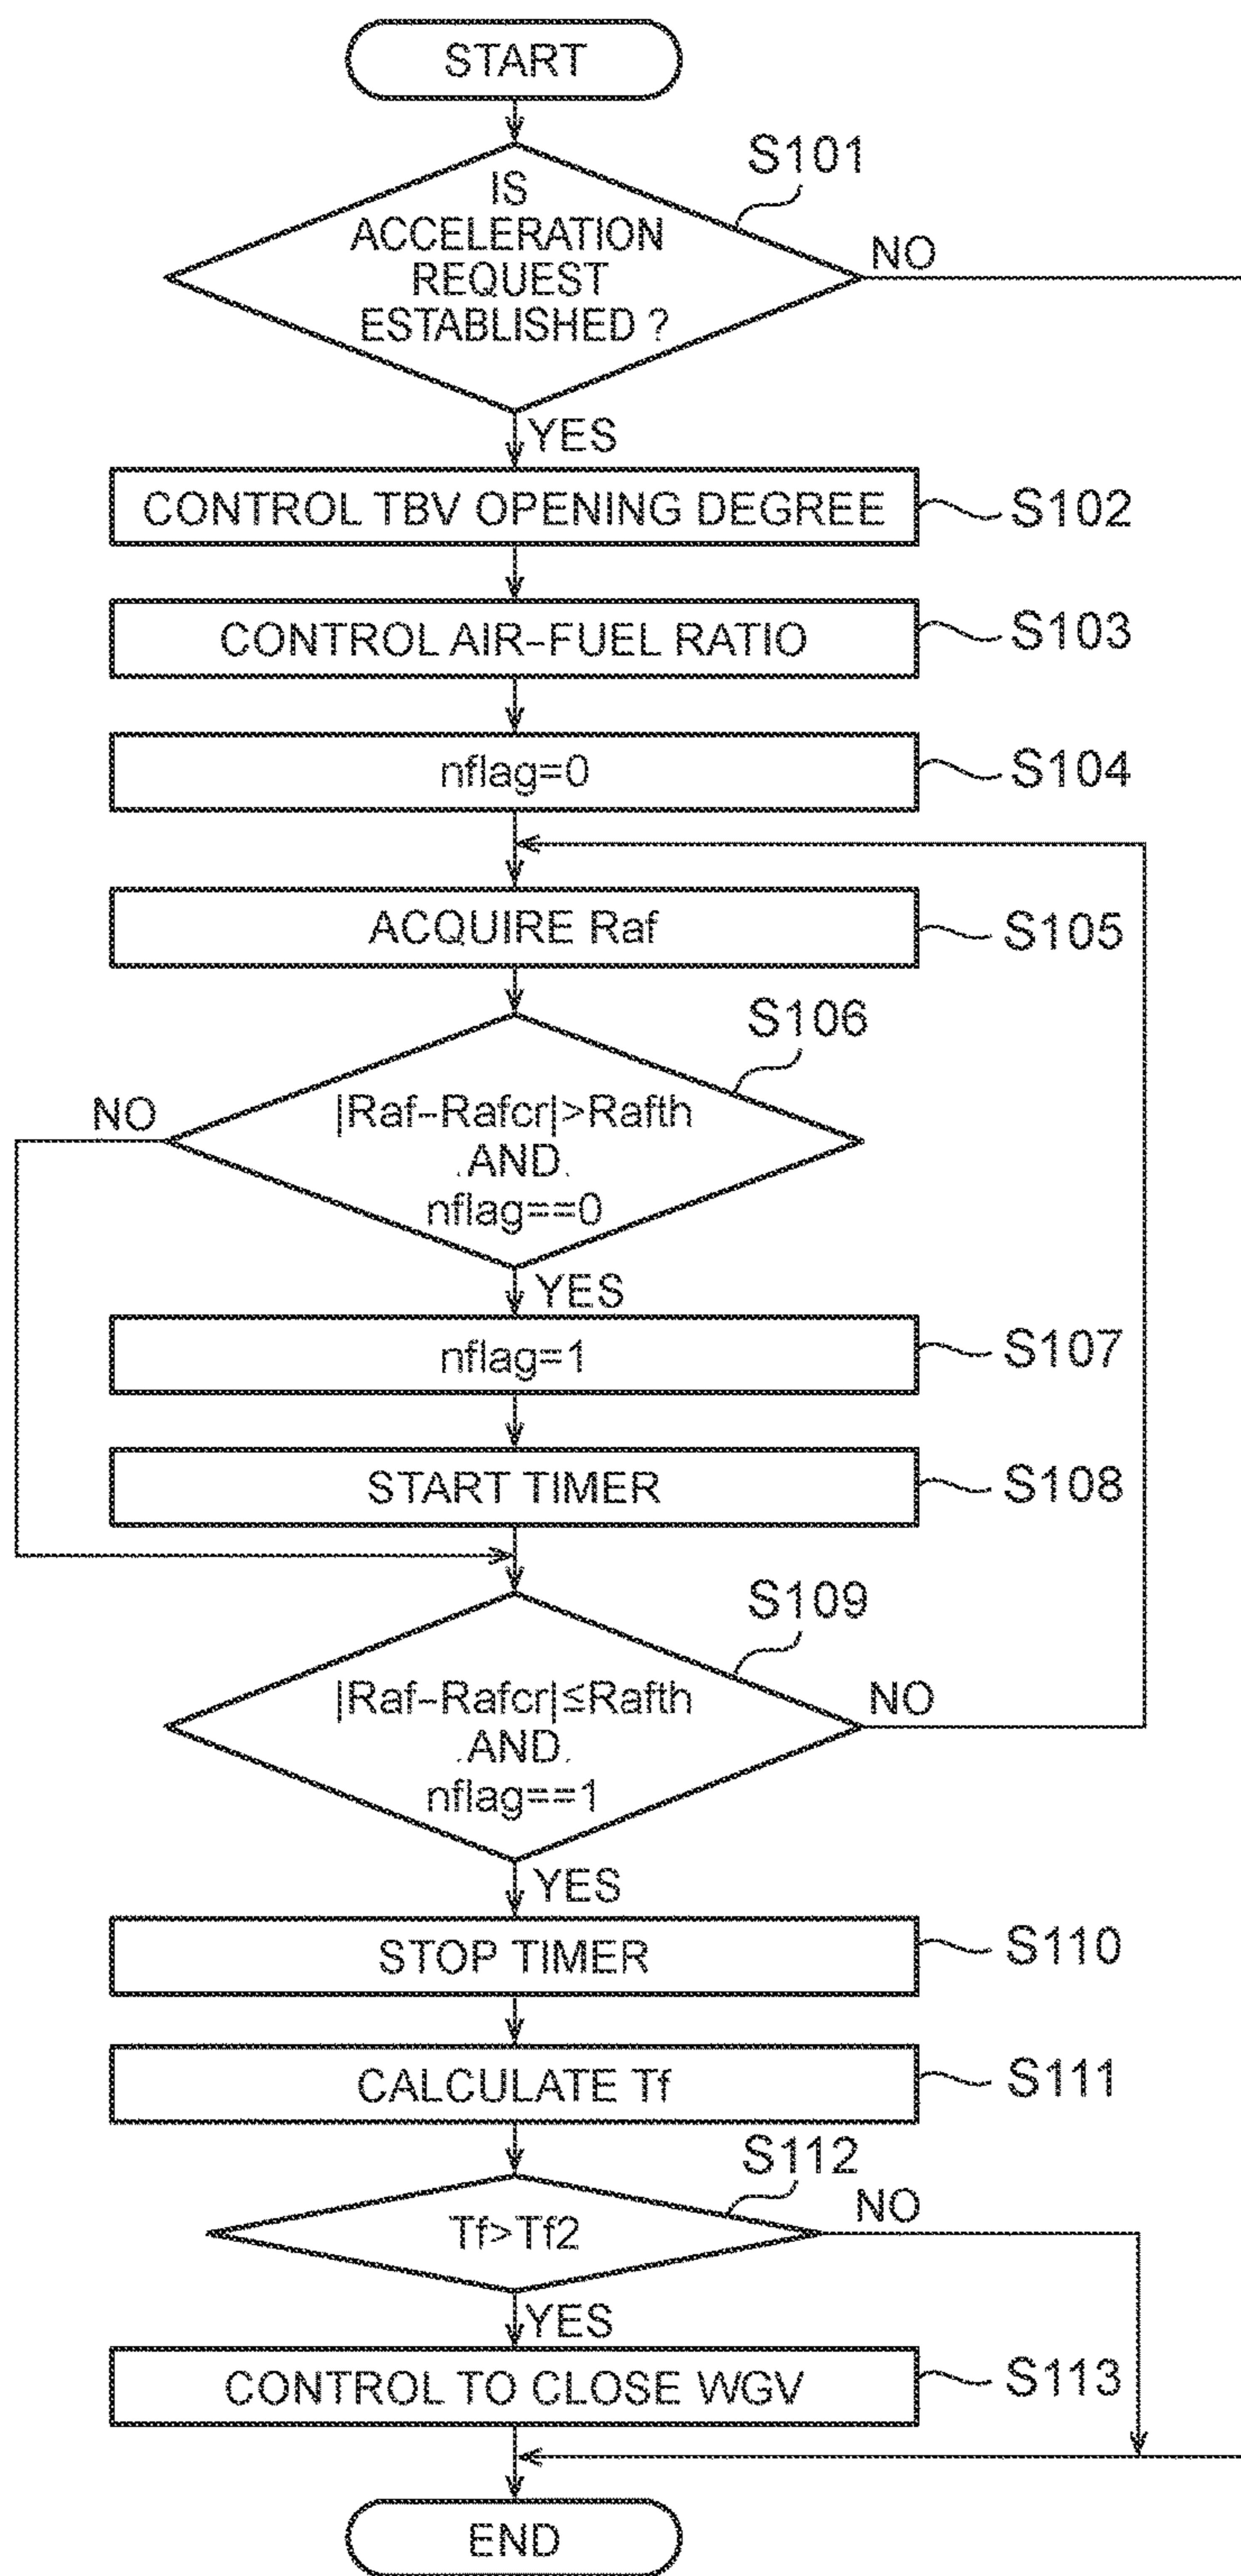 START
S101
IS
ACCELERATION
REQUEST
ESTABLISHED ?
NO
YES
CONTROL TBV OPENING DEGREE
S102
CONTROL AIR-FUEL RATIO
S103
nflag=0
S104
ACQUIRE Raf
S105
S106
NO
|Raf-Rafcr|>Rafth
.AND.
nflag==0
YES
nflag=1
S107
START TIMER
S108
S109
|Raf-Rafcr|≤Rafth
.AND.
nflag==1
NO
YES
STOP TIMER
S110
CALCULATE Tf
S111
S112
Tf>Tf2
NO
YES
CONTROL TO CLOSE WGV
S113
END